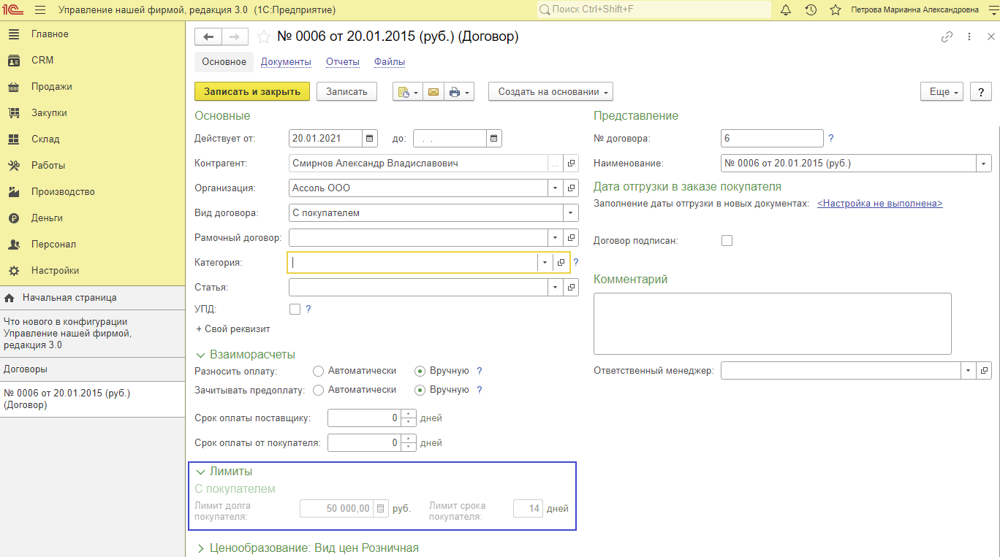 1С Управление нашей фирмой, редакция 3.0 (1С:Предприятие) Поиск Ctrl+Shift+F Петрова Марианна Александровна
Главное
CRM
Продажи
Закупки
Склад
Работы
Производство
Деньги
Персонал
Настройки
Начальная страница
Что нового в конфигурации
Управление нашей фирмой,
редакция 3.0
Договоры
№ 0006 от 20.01.2015 (руб.)
(Договор)
№ 0006 от 20.01.2015 (руб.) (Договор)
Основное Документы Отчеты Файлы
Записать и закрыть Записать Создать на основании Еще ?
Основные
Действует от: 20.01.2021 до: . .
Контрагент: Смирнов Александр Владиславович ...
Организация: Ассоль ООО
Вид договора: С покупателем
Рамочный договор:
Категория: ?
Статья:
УПД: ?
+ Свой реквизит
Взаиморасчеты
Разносить оплату: Автоматически Вручную ?
Зачитывать предоплату: Автоматически Вручную ?
Срок оплаты поставщику: 0 дней
Срок оплаты от покупателя: 0 дней
Лимиты
С покупателем
Лимит долга
покупателя: 50 000,00 руб.
Лимит срока
покупателя: 14 дней
Ценообразование: Вид цен Розничная
Представление
№ договора: 6 ?
Наименование: № 0006 от 20.01.2015 (руб.)
Дата отгрузки в заказе покупателя
Заполнение даты отгрузки в новых документах: <Настройка не выполнена>
Договор подписан:
Комментарий
Ответственный менеджер: